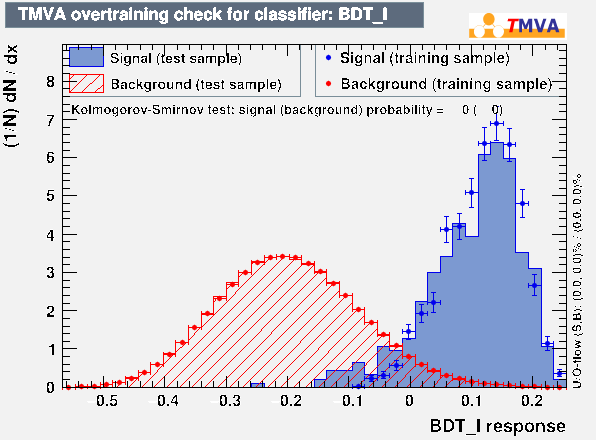 TMVA overtraining check for classifier: BDT_I
TMVA
Signal (test sample)
Background (test sample)
Signal (training sample)
Background (training sample)
Kolmogorov-Smirnov test: signal (background) probability = 0 ( 0)
(1/N) dN / dx
8
7
6
5
4
3
2
1
0
-0.5 -0.4 -0.3 -0.2 -0.1 0 0.1 0.2
BDT_I response
U/O-flow (S,B): (0.0, 0.0)% / (0.0, 0.0)%